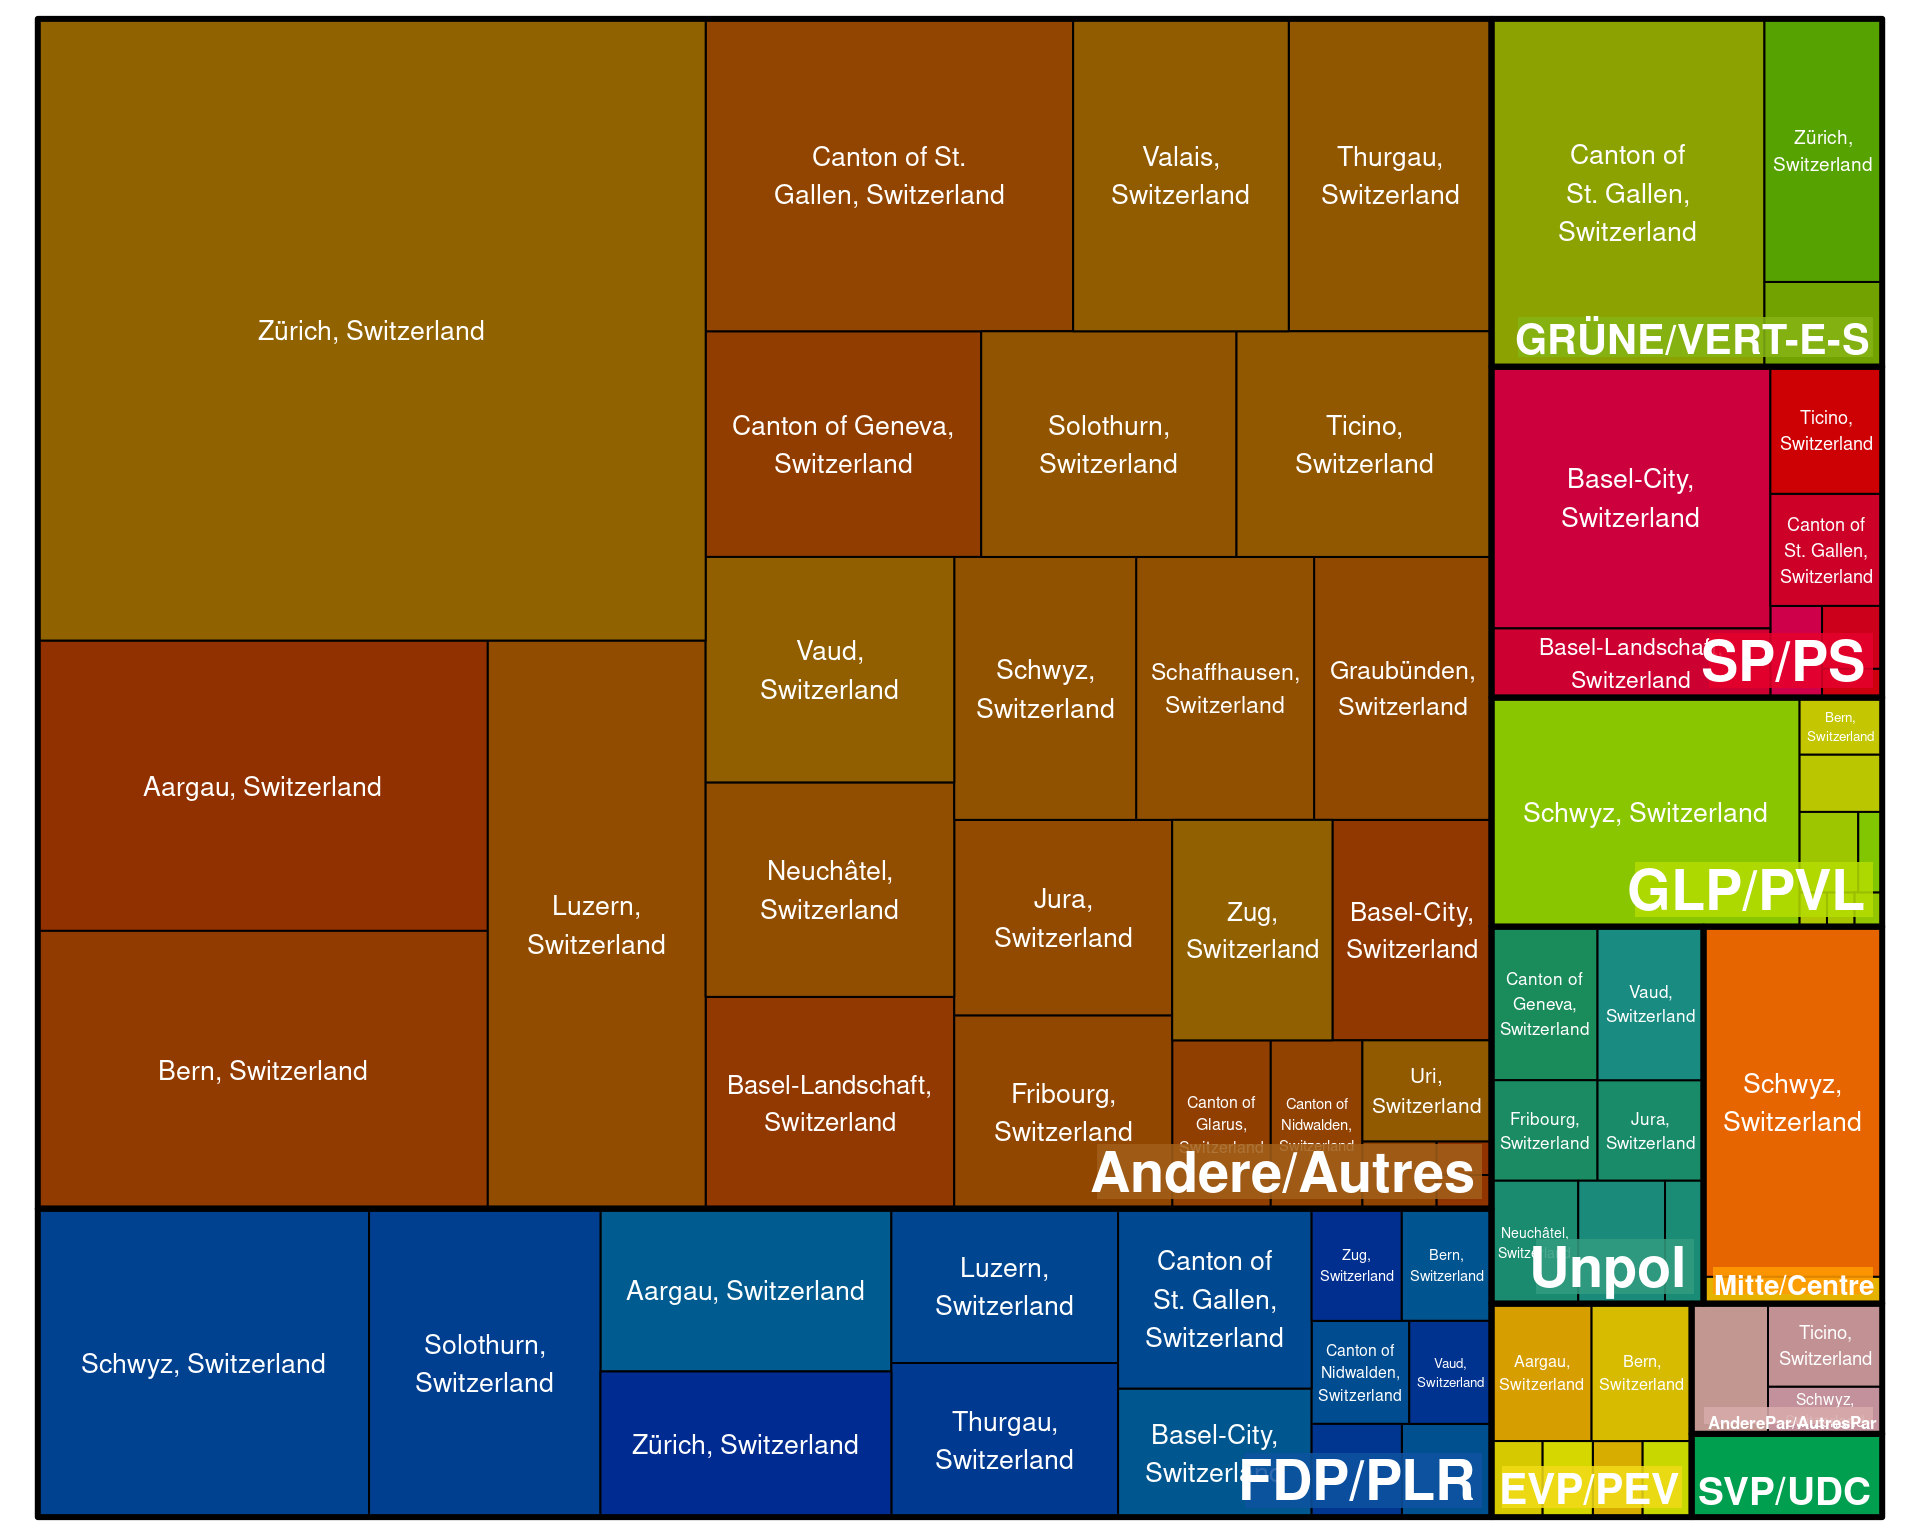 Zürich, Switzerland
Aargau, Switzerland
Bern, Switzerland
Luzern,
Switzerland
Canton of St.
Gallen, Switzerland
Valais,
Switzerland
Thurgau,
Switzerland
Canton of Geneva,
Switzerland
Solothurn,
Switzerland
Ticino,
Switzerland
Vaud,
Switzerland
Neuchâtel,
Switzerland
Basel-Landschaft,
Switzerland
Schwyz,
Switzerland
Schaffhausen,
Switzerland
Graubünden,
Switzerland
Jura,
Switzerland
Fribourg,
Switzerland
Zug,
Switzerland
Basel-City,
Switzerland
Canton of
Glarus,
Switzerland
Canton of
Nidwalden,
Switzerland
Uri,
Switzerland
Andere/Autres
Schwyz, Switzerland
Solothurn,
Switzerland
Aargau, Switzerland
Zürich, Switzerland
Luzern,
Switzerland
Thurgau,
Switzerland
Canton of
St. Gallen,
Switzerland
Basel-City,
Switzerland
Zug,
Switzerland
Bern,
Switzerland
Canton of
Nidwalden,
Switzerland
Vaud,
Switzerland
FDP/PLR
Canton of
St. Gallen,
Switzerland
Zürich,
Switzerland
GRÜNE/VERT-E-S
Basel-City,
Switzerland
Basel-Landschaf
Switzerland
Ticino,
Switzerland
Canton of
St. Gallen,
Switzerland
SP/PS
Schwyz, Switzerland
Bern,
Switzerland
GLP/PVL
Canton of
Geneva,
Switzerland
Vaud,
Switzerland
Fribourg,
Switzerland
Jura,
Switzerland
Neuchâtel,
Switzerland
Unpol
Schwyz,
Switzerland
Mitte/Centre
Aargau,
Switzerland
Bern,
Switzerland
EVP/PEV
Ticino,
Switzerland
Schwyz,
AnderePar/AutresPar
SVP/UDC